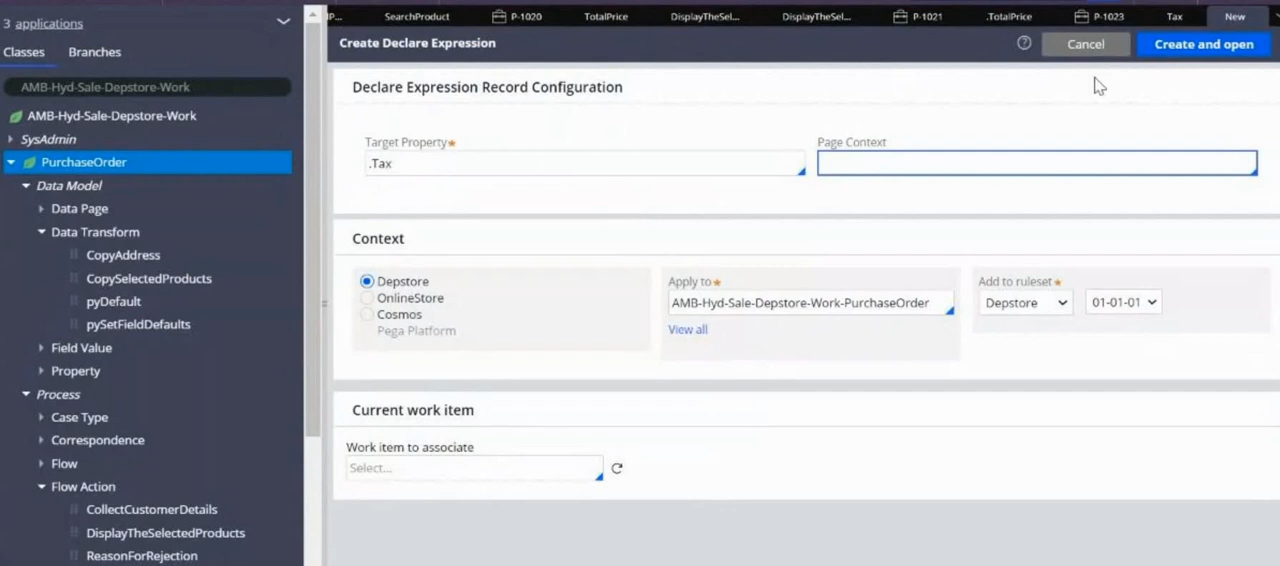 3 applications
Classes Branches
AMB-Hyd-Sale-Depstore-Work
AMB-Hyd-Sale-Depstore-Work
SysAdmin
PurchaseOrder
Data Model
Data Page
Data Transform
CopyAddress
CopySelectedProducts
pyDefault
pySetFieldDefaults
Field Value
Property
Process
Case Type
Correspondence
Flow
Flow Action
CollectCustomerDetails
DisplayTheSelectedProducts
ReasonForRejection
P... SearchProduct P-1020 TotalPrice DisplayTheSel... DisplayTheSel... P-1021 .TotalPrice P-1023 Tax New
Create Declare Expression Cancel Create and open
Declare Expression Record Configuration
Target Property★ Page Context
.Tax
Context
Depstore
OnlineStore
Cosmos
Pega Platform
Apply to★
AMB-Hyd-Sale-Depstore-Work-PurchaseOrder
View all
Add to ruleset★
Depstore 01-01-01
Current work item
Work item to associate
Select...